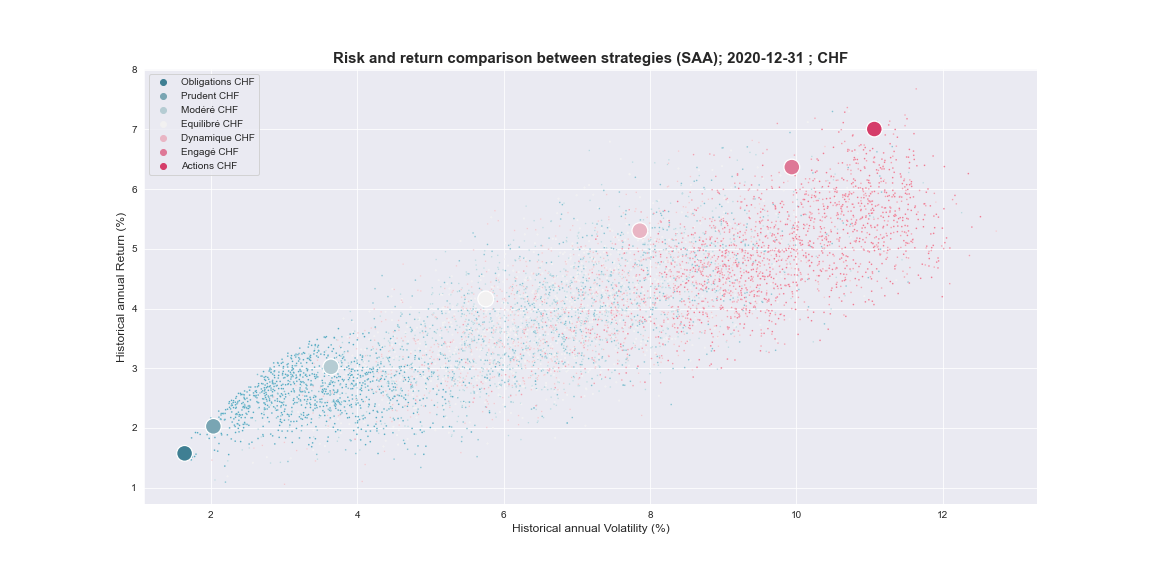 Risk and return comparison between strategies (SAA); 2020-12-31 ; CHF
8
7
6
5
4
3
2
1
Historical annual Return (%)
Obligations CHF
Prudent CHF
Modéré CHF
Equilibré CHF
Dynamique CHF
Engagé CHF
Actions CHF
2 4 6 8 10 12
Historical annual Volatility (%)